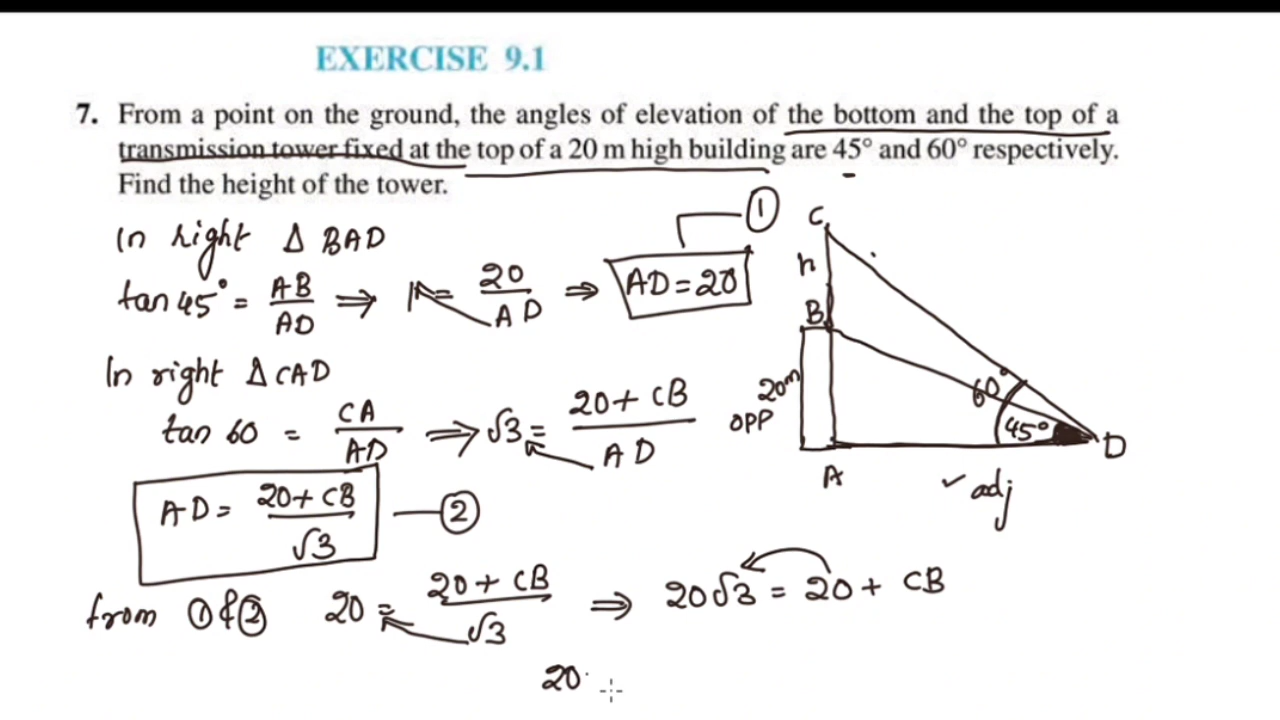 EXERCISE 9.1
7. From a point on the ground, the angles of elevation of the bottom and the top of a
transmission tower fixed at the top of a 20 m high building are 45° and 60° respectively.
Find the height of the tower.
In right Δ BAD
tan 45° = AB/AD ⇒ 1 = 20/AD ⇒ AD = 20 ①
In right Δ CAD
tan 60 = CA/AD ⇒ √3 = 20+CB/AD
AD = 20+CB/√3 — ②
from ①&② 20 = 20+CB/√3 ⇒ 20√3 = 20+ CB
20
C
h
B
20m
opp
60°
45°
D
A
✓ adj